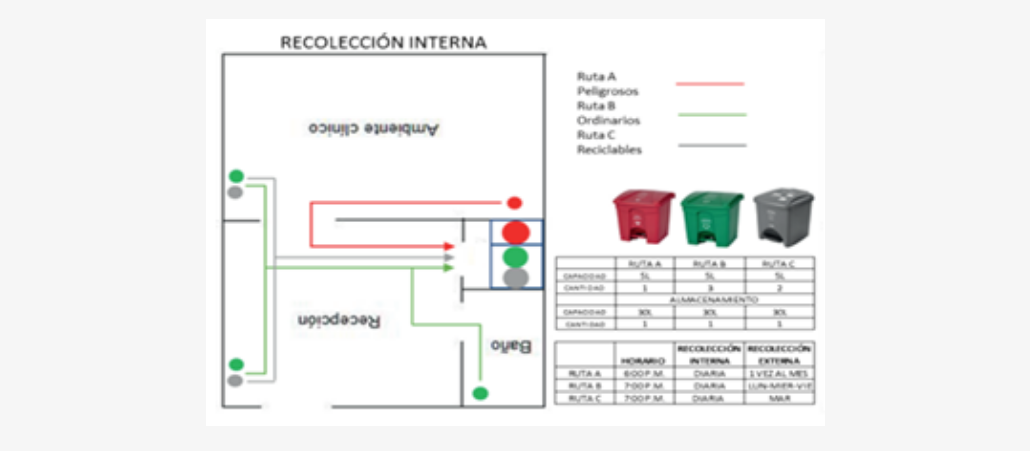 RECOLECCIÓN INTERNA
Ambiente clínico
Recepción
Baño
Ruta A
Peligrosos
Ruta B
Ordinarios
Ruta C
Reciclables
RUTA A RUTA B RUTA C
CAPACIDAD 5L 5L 5L
CANTIDAD 1 3 2
ALMACENAMIENTO
CAPACIDAD 30L 30L 30L
CANTIDAD 1 1 1
HORARIO RECOLECCIÓN INTERNA RECOLECCIÓN EXTERNA
RUTA A 6:00 P.M. DIARIA 1 VEZ AL MES
RUTA B 7:00 P.M. DIARIA LUN-MIER-VIE
RUTA C 7:00 P.M. DIARIA MAR